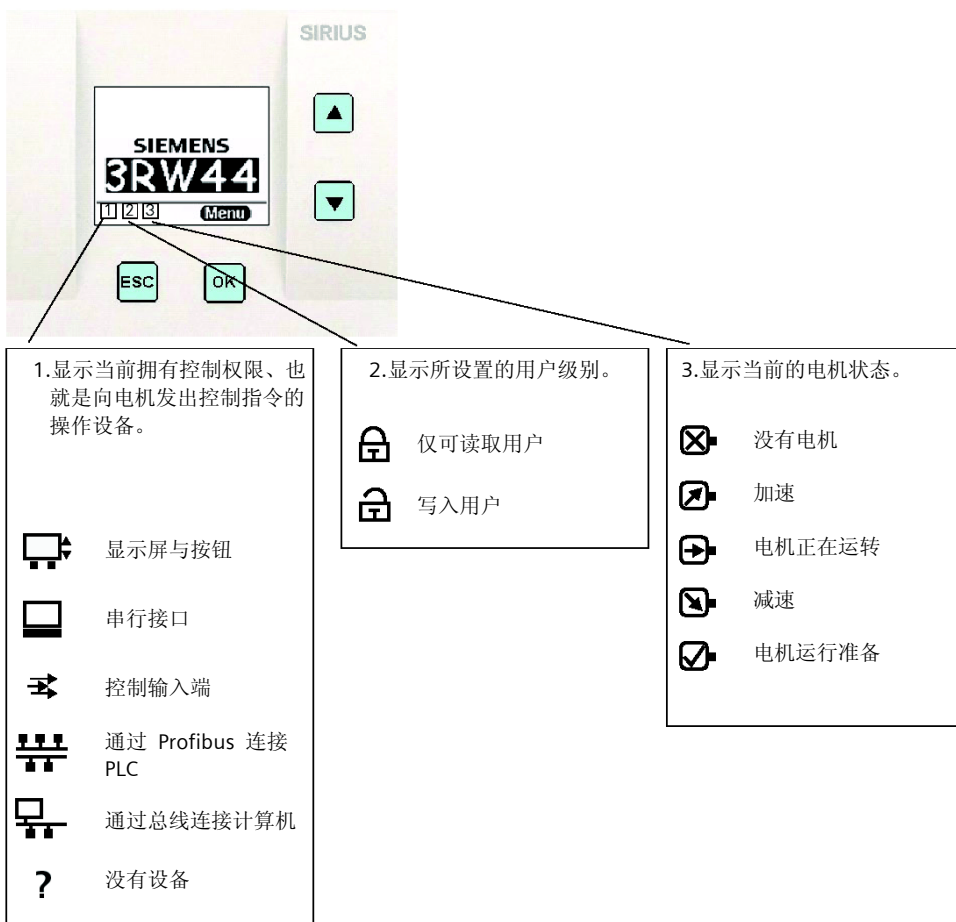 SIRIUS
SIEMENS
3RW44
1 2 3 Menu
ESC OK
1.显示当前拥有控制权限、也
就是向电机发出控制指令的
操作设备。
显示屏与按钮
串行接口
控制输入端
通过 Profibus 连接
PLC
通过总线连接计算机
? 没有设备
2.显示所设置的用户级别。
仅可读取用户
写入用户
3.显示当前的电机状态。
没有电机
加速
电机正在运转
减速
电机运行准备